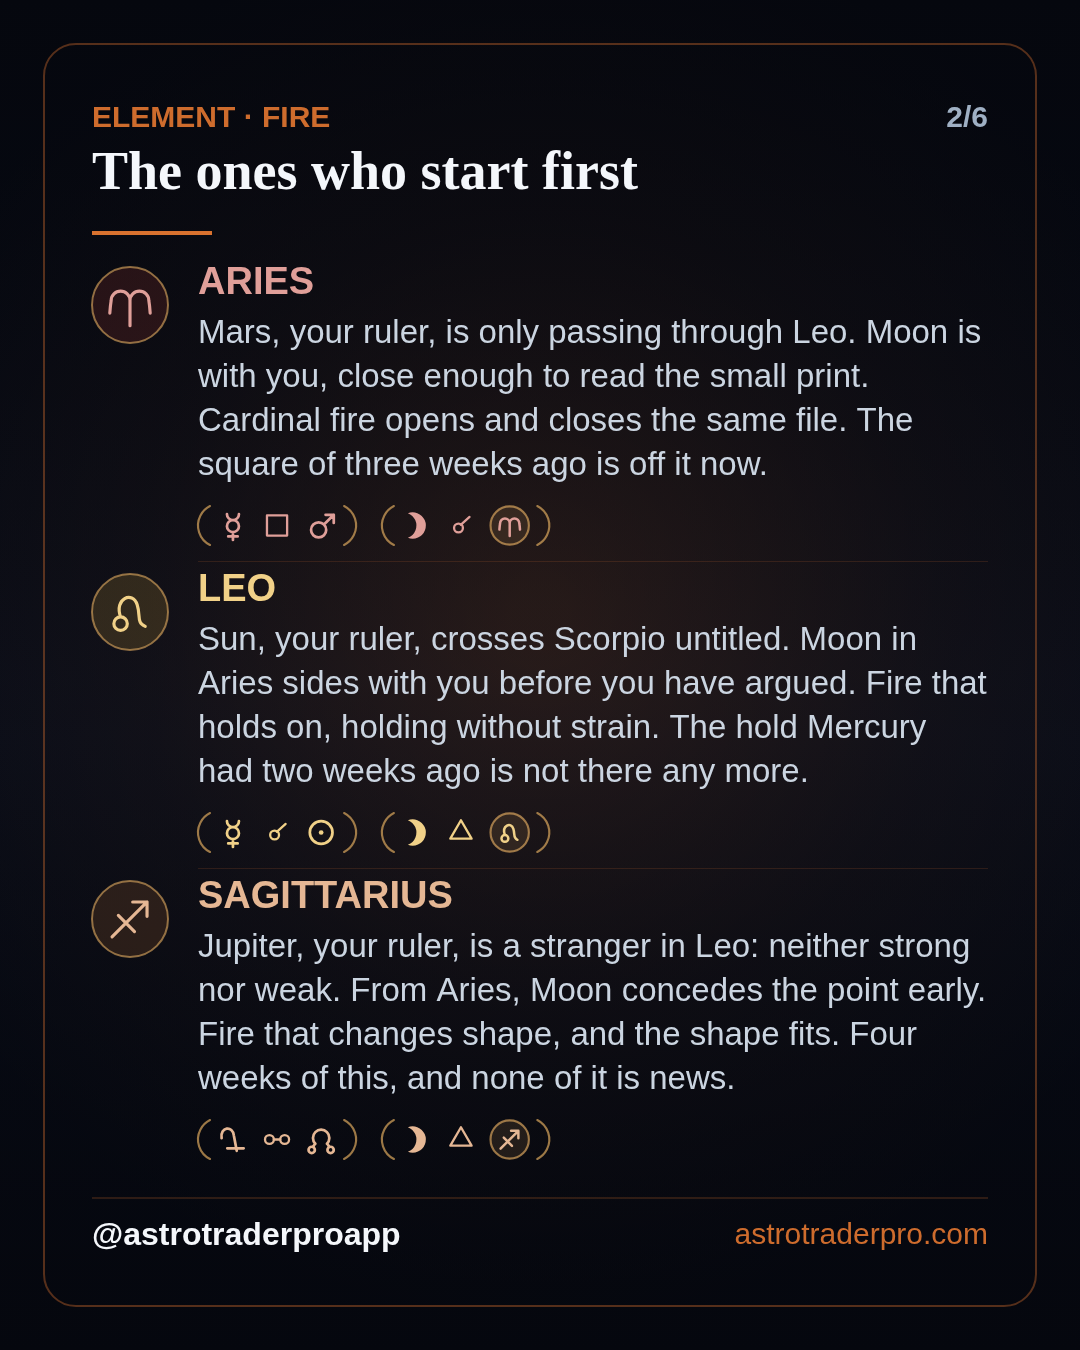 ELEMENT · FIRE
2/6
The ones who start first
ARIES
Mars, your ruler, is only passing through Leo. Moon is
with you, close enough to read the small print.
Cardinal fire opens and closes the same file. The
square of three weeks ago is off it now.
(☿ □ ♂) (☽ ☌ ♈)
LEO
Sun, your ruler, crosses Scorpio untitled. Moon in
Aries sides with you before you have argued. Fire that
holds on, holding without strain. The hold Mercury
had two weeks ago is not there any more.
(☿ ☌ ☉) (☽ △ ♌)
SAGITTARIUS
Jupiter, your ruler, is a stranger in Leo: neither strong
nor weak. From Aries, Moon concedes the point early.
Fire that changes shape, and the shape fits. Four
weeks of this, and none of it is news.
(♃ ☍ ☊) (☽ △ ♐)
@astrotraderproapp
astrotraderpro.com